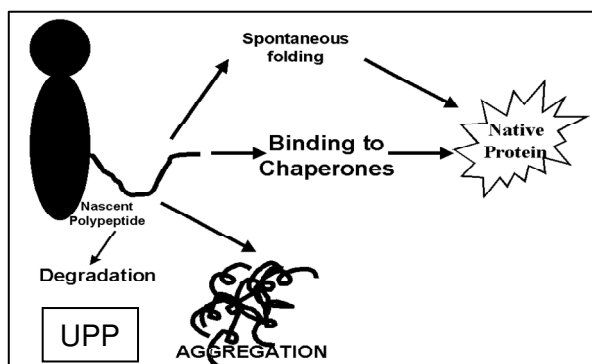 Spontaneous
folding
Native
Protein
Binding to
Chaperones
Nascent
Polypeptide
Degradation
UPP
AGGREGATION